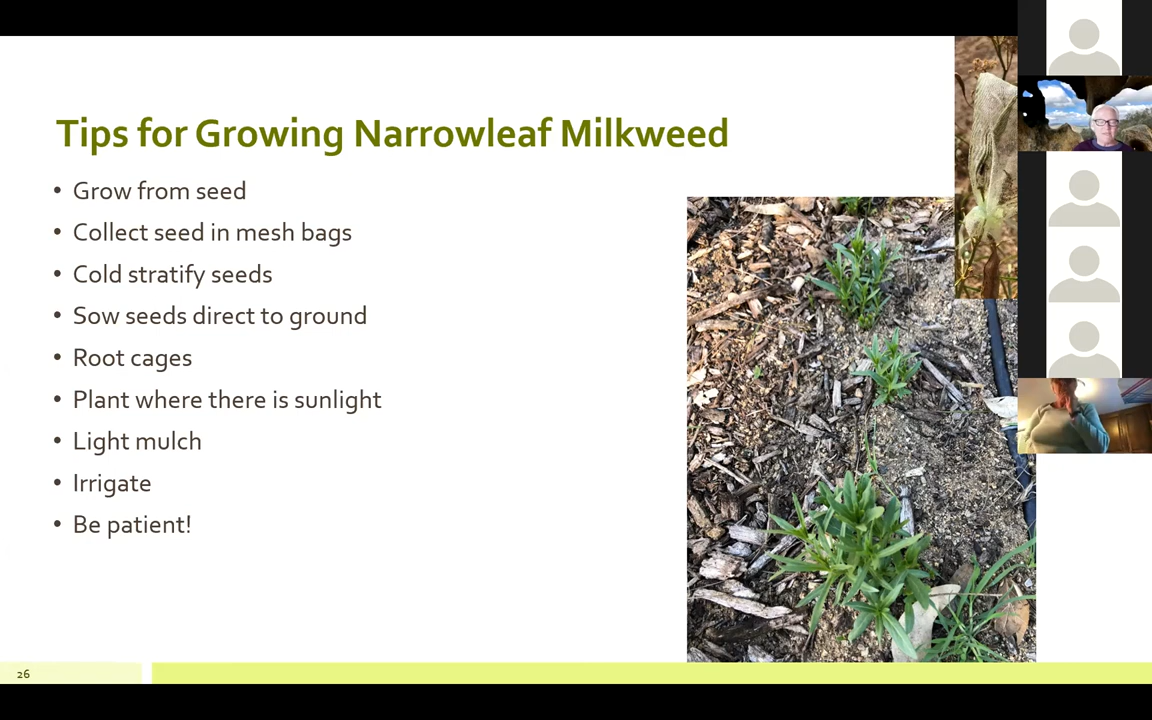 Tips for Growing Narrowleaf Milkweed
• Grow from seed
• Collect seed in mesh bags
• Cold stratify seeds
• Sow seeds direct to ground
• Root cages
• Plant where there is sunlight
• Light mulch
• Irrigate
• Be patient!
26